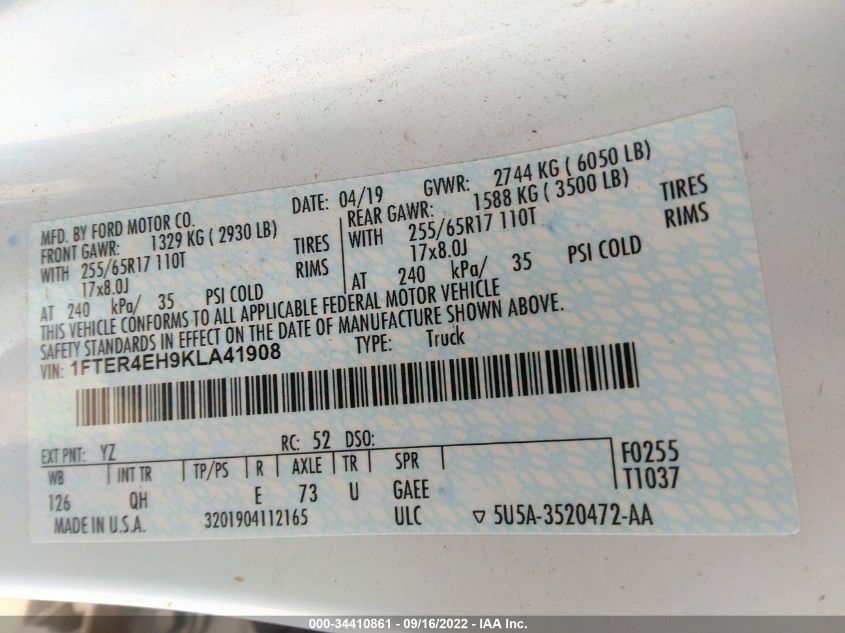 MFD. BY FORD MOTOR CO.
DATE: 04/19 GVWR: 2744 KG ( 6050 LB)
FRONT GAWR: 1329 KG ( 2930 LB)
WITH 255/65R17 110T TIRES
17x8.0J RIMS
AT 240 kPa/ 35 PSI COLD
REAR GAWR: 1588 KG ( 3500 LB)
WITH 255/65R17 110T TIRES
17x8.0J RIMS
AT 240 kPa/ 35 PSI COLD
THIS VEHICLE CONFORMS TO ALL APPLICABLE FEDERAL MOTOR VEHICLE
SAFETY STANDARDS IN EFFECT ON THE DATE OF MANUFACTURE SHOWN ABOVE.
VIN: 1FTER4EH9KLA41908 TYPE: Truck
EXT PNT: YZ RC: 52 DSO:
WB INT TR TP/PS R AXLE TR SPR F0255
126 QH E 73 U GAEE T1037
MADE IN U.S.A. 3201904112165 ULC ▽ 5U5A-3520472-AA
000-34410861 - 09/16/2022 - IAA Inc.